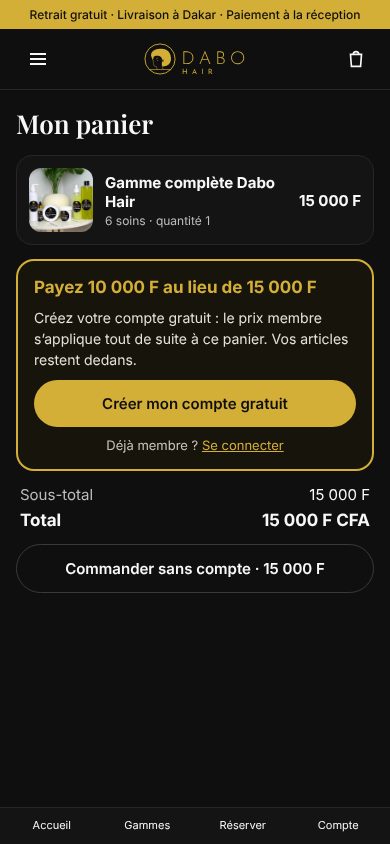 Retrait gratuit · Livraison à Dakar · Paiement à la réception
DABO
HAIR
Mon panier
Gamme complète Dabo
Hair
15 000 F
6 soins · quantité 1
Payez 10 000 F au lieu de 15 000 F
Créez votre compte gratuit : le prix membre
s’applique tout de suite à ce panier. Vos articles
restent dedans.
Créer mon compte gratuit
Déjà membre ? Se connecter
Sous-total 15 000 F
Total 15 000 F CFA
Commander sans compte · 15 000 F
Accueil Gammes Réserver Compte